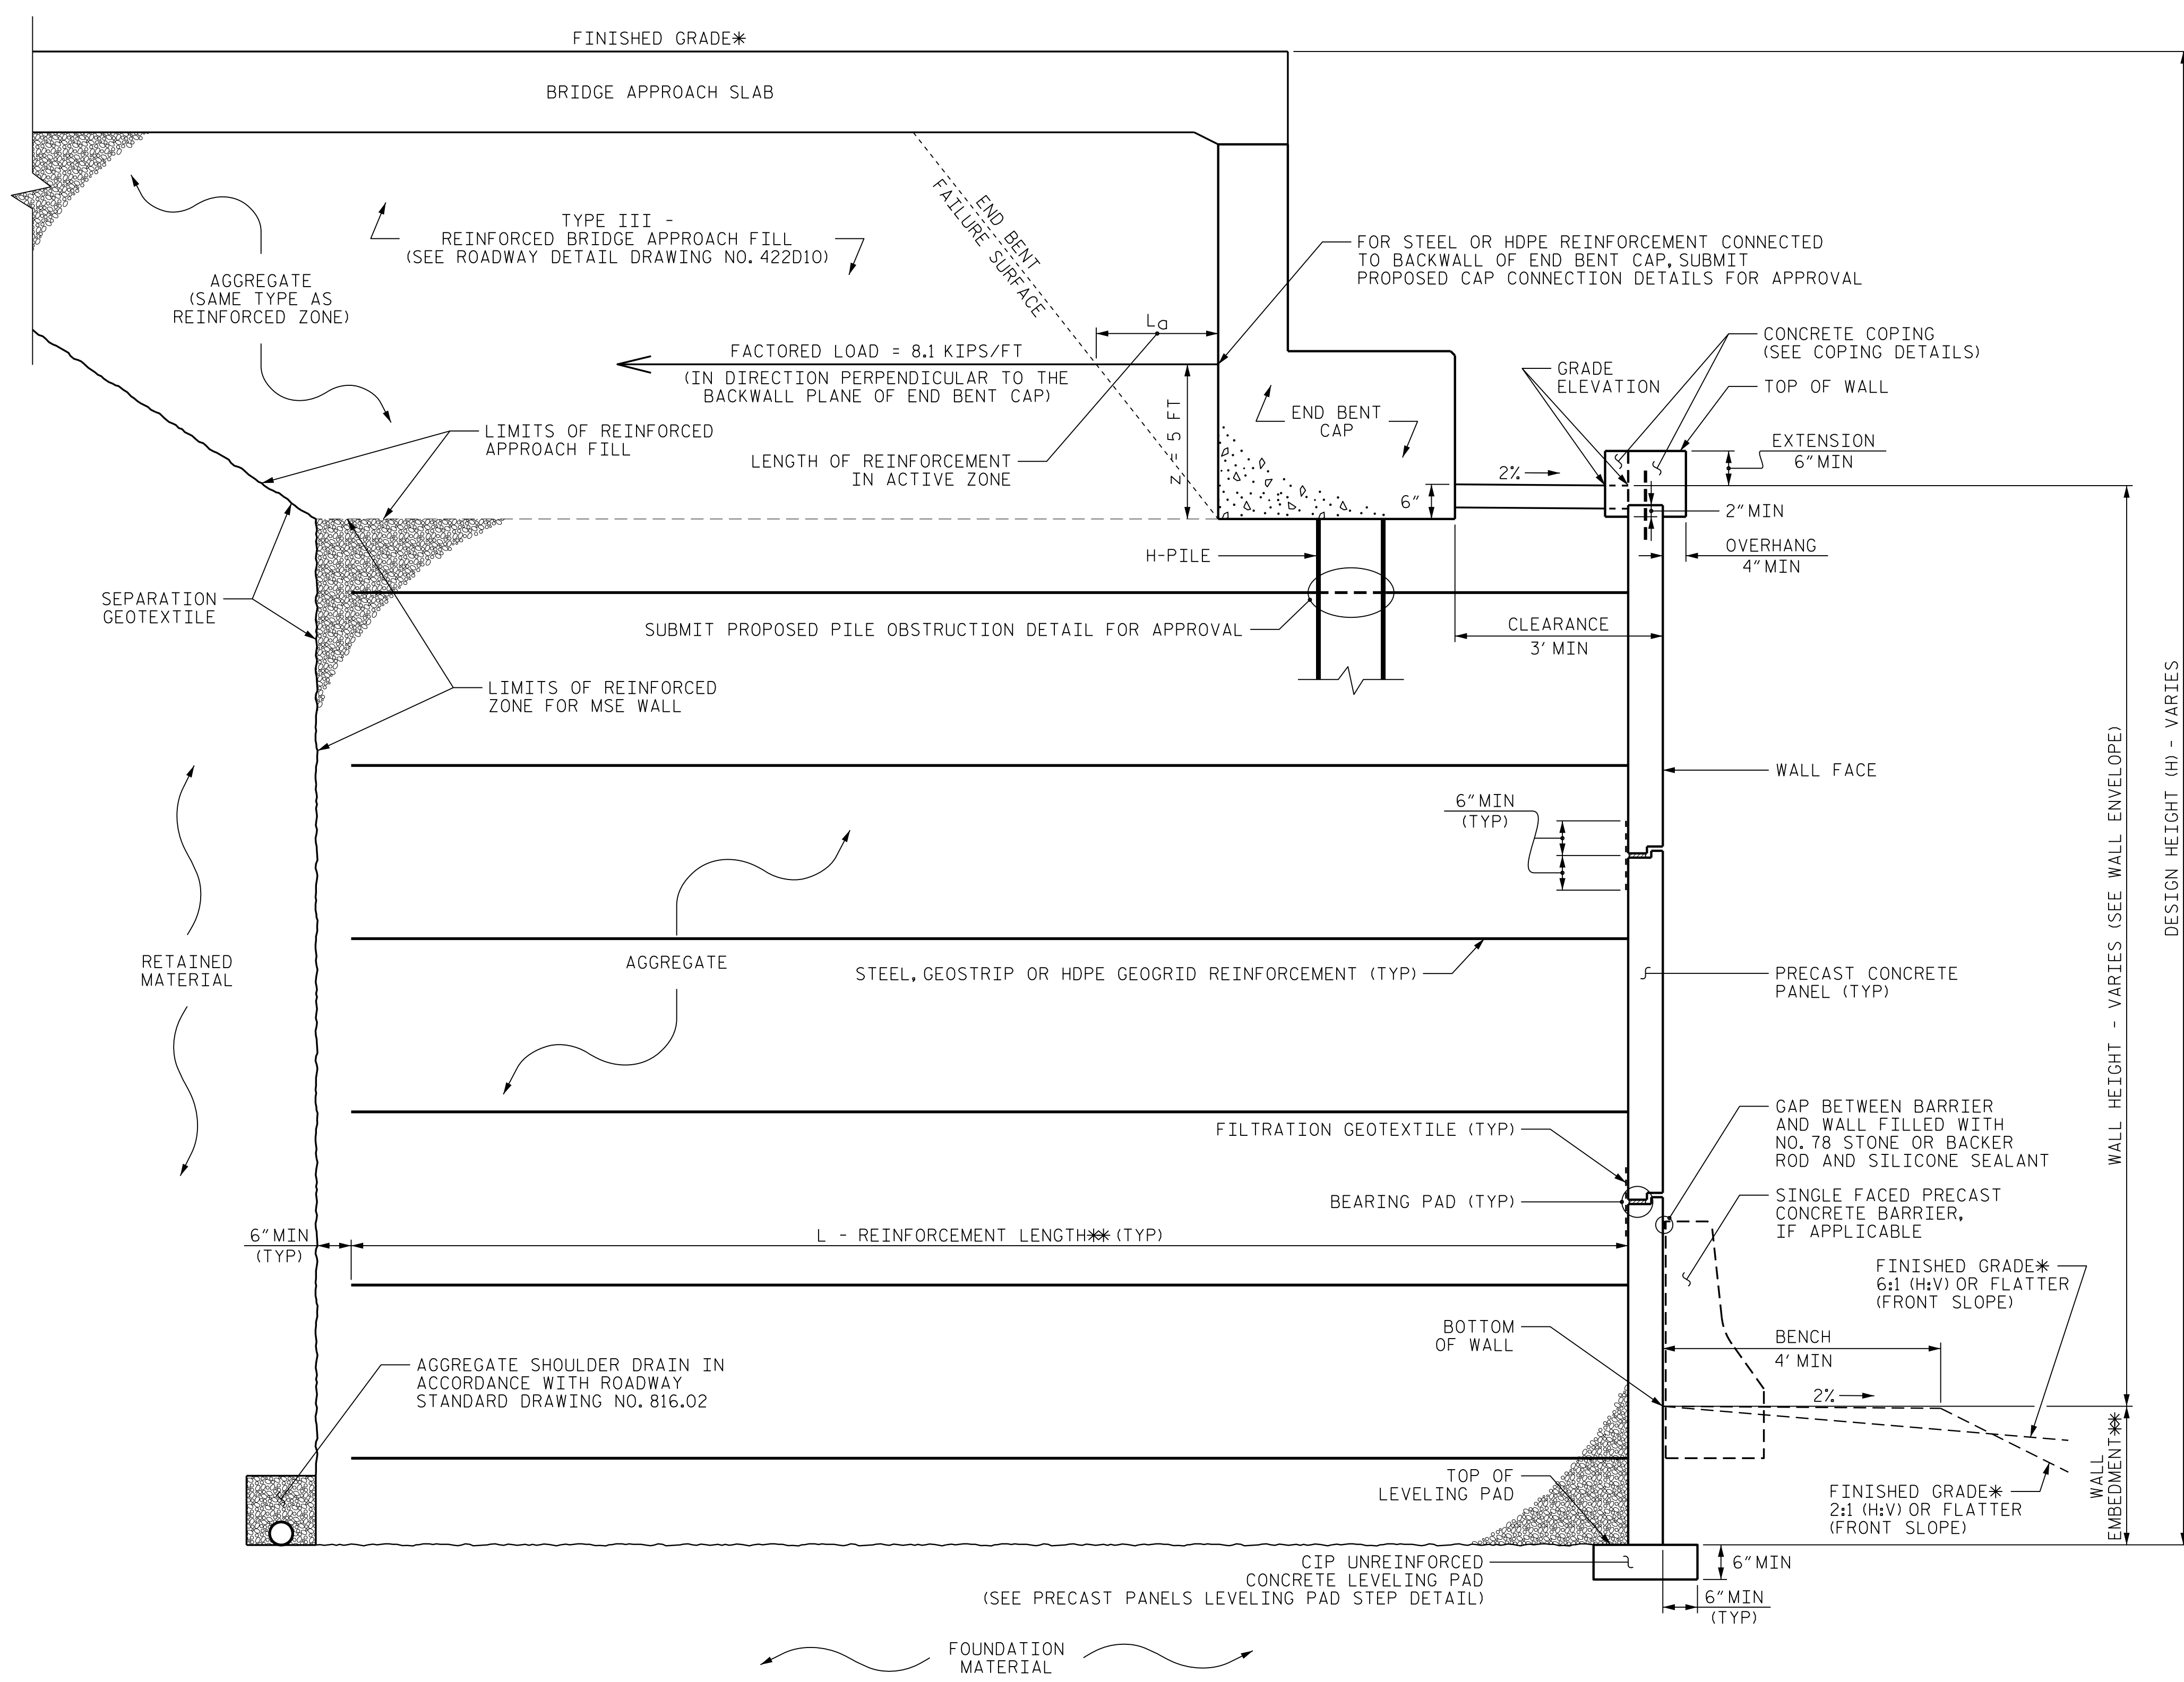 FINISHED GRADE*
BRIDGE APPROACH SLAB
TYPE III -
REINFORCED BRIDGE APPROACH FILL
(SEE ROADWAY DETAIL DRAWING NO. 422D10)
END BENT
FAILURE SURFACE
AGGREGATE
(SAME TYPE AS
REINFORCED ZONE)
FOR STEEL OR HDPE REINFORCEMENT CONNECTED
TO BACKWALL OF END BENT CAP, SUBMIT
PROPOSED CAP CONNECTION DETAILS FOR APPROVAL
La
FACTORED LOAD = 8.1 KIPS/FT
(IN DIRECTION PERPENDICULAR TO THE
BACKWALL PLANE OF END BENT CAP)
z = 5 FT
CONCRETE COPING
(SEE COPING DETAILS)
GRADE
ELEVATION
TOP OF WALL
END BENT
CAP
LIMITS OF REINFORCED
APPROACH FILL
LENGTH OF REINFORCEMENT
IN ACTIVE ZONE
EXTENSION
6" MIN
2%
6"
2" MIN
OVERHANG
4" MIN
H-PILE
SEPARATION
GEOTEXTILE
SUBMIT PROPOSED PILE OBSTRUCTION DETAIL FOR APPROVAL
CLEARANCE
3' MIN
LIMITS OF REINFORCED
ZONE FOR MSE WALL
WALL FACE
6" MIN
(TYP)
WALL HEIGHT - VARIES (SEE WALL ENVELOPE)
DESIGN HEIGHT (H) - VARIES
RETAINED
MATERIAL
AGGREGATE
STEEL, GEOSTRIP OR HDPE GEOGRID REINFORCEMENT (TYP)
PRECAST CONCRETE
PANEL (TYP)
FILTRATION GEOTEXTILE (TYP)
GAP BETWEEN BARRIER
AND WALL FILLED WITH
NO. 78 STONE OR BACKER
ROD AND SILICONE SEALANT
BEARING PAD (TYP)
SINGLE FACED PRECAST
CONCRETE BARRIER,
IF APPLICABLE
6" MIN
(TYP)
L - REINFORCEMENT LENGTH** (TYP)
FINISHED GRADE*
6:1 (H:V) OR FLATTER
(FRONT SLOPE)
BOTTOM
OF WALL
BENCH
4' MIN
2%
AGGREGATE SHOULDER DRAIN IN
ACCORDANCE WITH ROADWAY
STANDARD DRAWING NO. 816.02
WALL
EMBEDMENT**
TOP OF
LEVELING PAD
FINISHED GRADE*
2:1 (H:V) OR FLATTER
(FRONT SLOPE)
CIP UNREINFORCED
CONCRETE LEVELING PAD
(SEE PRECAST PANELS LEVELING PAD STEP DETAIL)
6" MIN
6" MIN
(TYP)
FOUNDATION
MATERIAL